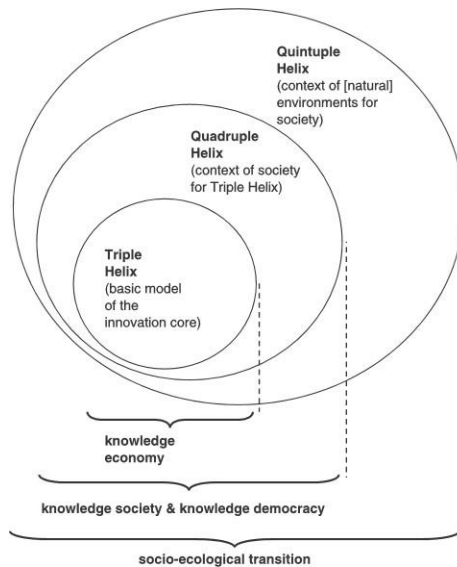 Quintuple
Helix
(context of [natural]
environments for
society)
Quadruple
Helix
(context of society
for Triple Helix)
Triple
Helix
(basic model
of the
innovation core)
knowledge
economy
knowledge society & knowledge democracy
socio-ecological transition